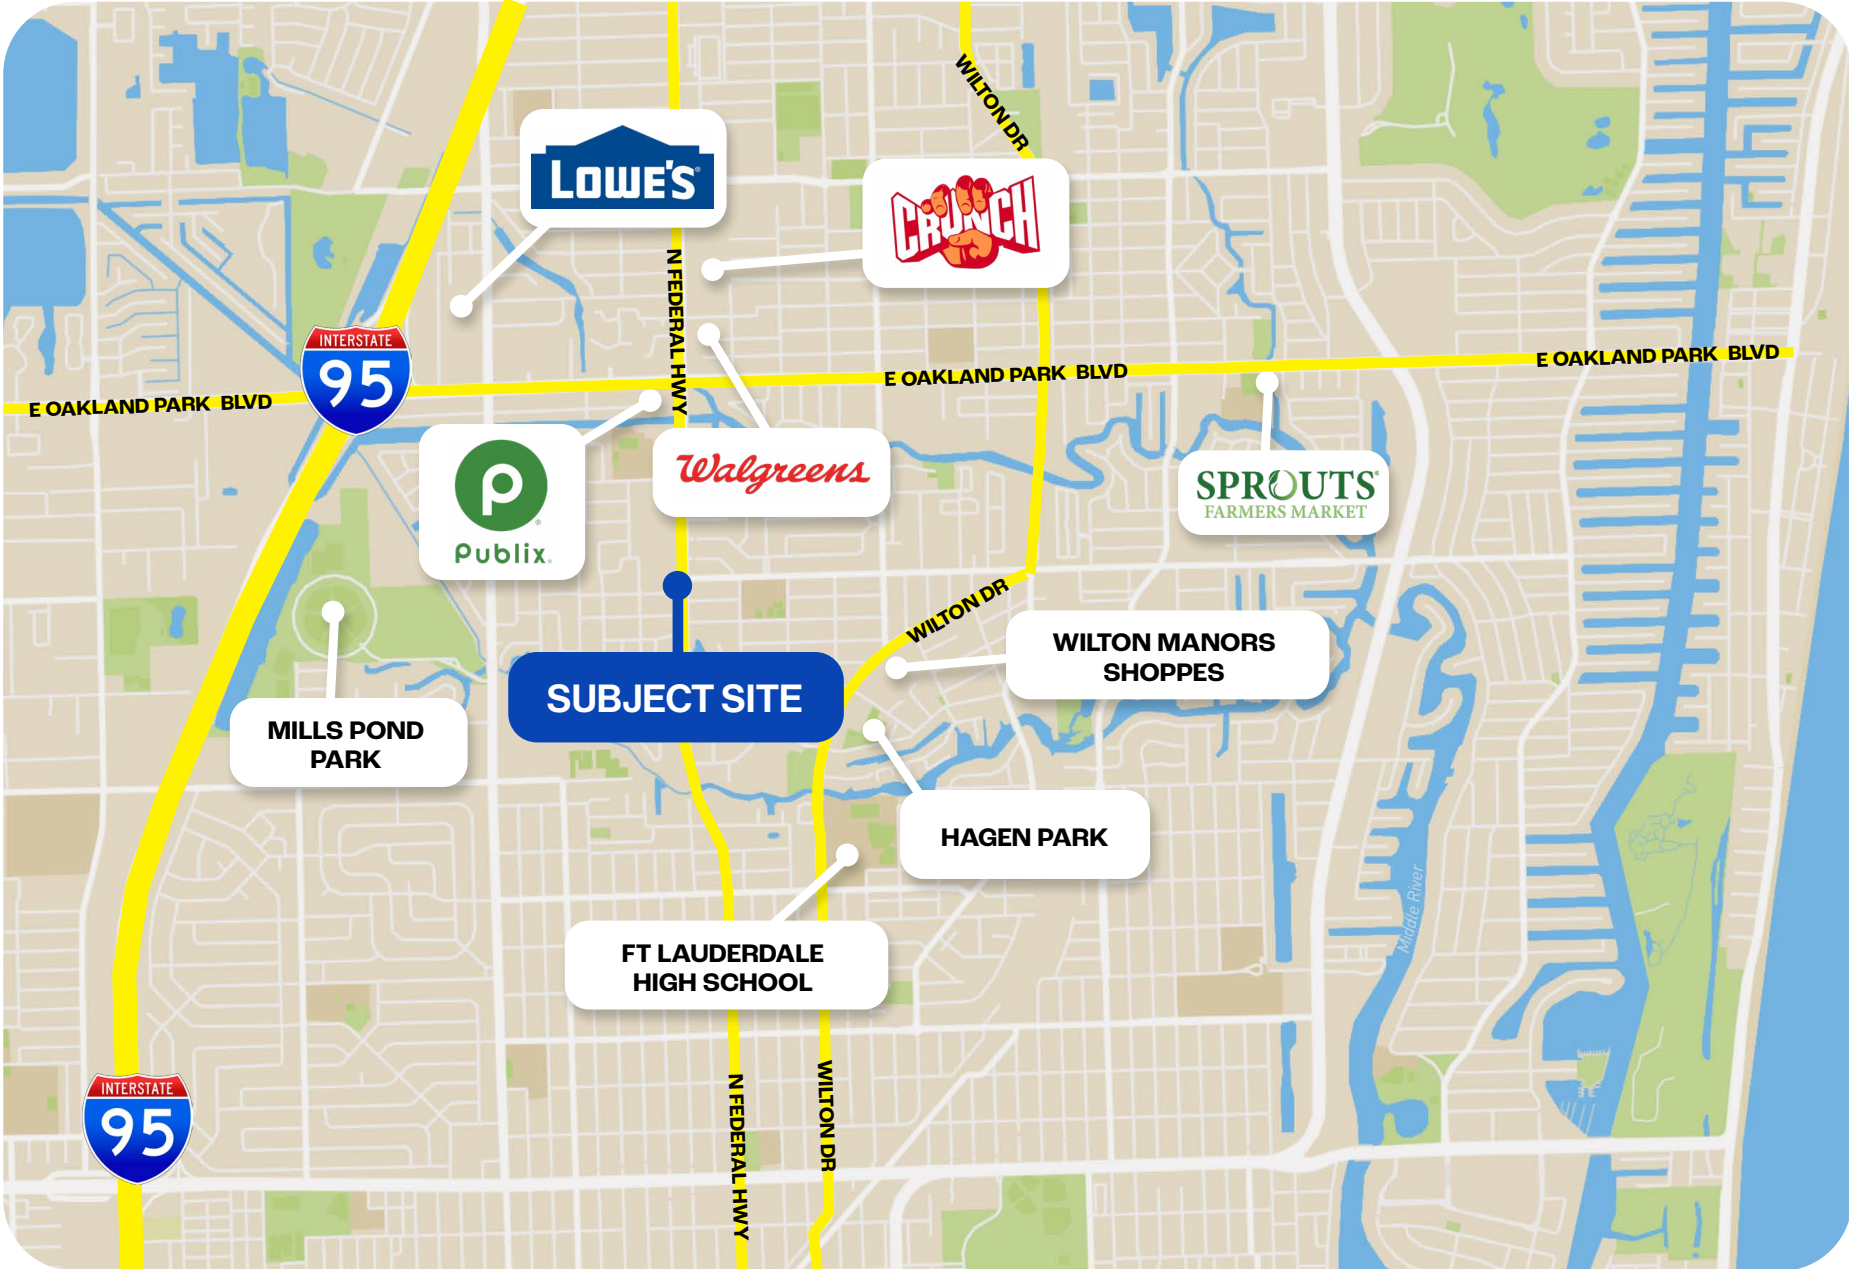 WILTON DR
LOWE'S®
CRUNCH
N FEDERAL HWY
INTERSTATE
95
E OAKLAND PARK BLVD
E OAKLAND PARK BLVD
E OAKLAND PARK BLVD
Publix®
Walgreens
SPROUTS®
FARMERS MARKET
WILTON DR
WILTON MANORS
SHOPPES
SUBJECT SITE
MILLS POND
PARK
HAGEN PARK
Middle River
FT LAUDERDALE
HIGH SCHOOL
INTERSTATE
95
N FEDERAL HWY
WILTON DR